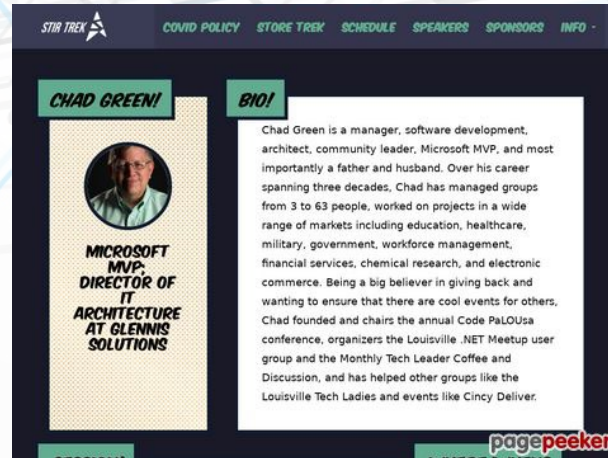 STIR TREK
COVID POLICY STORE TREK SCHEDULE SPEAKERS SPONSORS INFO
CHAD GREEN!
MICROSOFT
MVP;
DIRECTOR OF
IT
ARCHITECTURE
AT GLENNIS
SOLUTIONS
BIO!
Chad Green is a manager, software development,
architect, community leader, Microsoft MVP, and most
importantly a father and husband. Over his career
spanning three decades, Chad has managed groups
from 3 to 63 people, worked on projects in a wide
range of markets including education, healthcare,
military, government, workforce management,
financial services, chemical research, and electronic
commerce. Being a big believer in giving back and
wanting to ensure that there are cool events for others,
Chad founded and chairs the annual Code PaLOUsa
conference, organizers the Louisville .NET Meetup user
group and the Monthly Tech Leader Coffee and
Discussion, and has helped other groups like the
Louisville Tech Ladies and events like Cincy Deliver.
pagepeeker